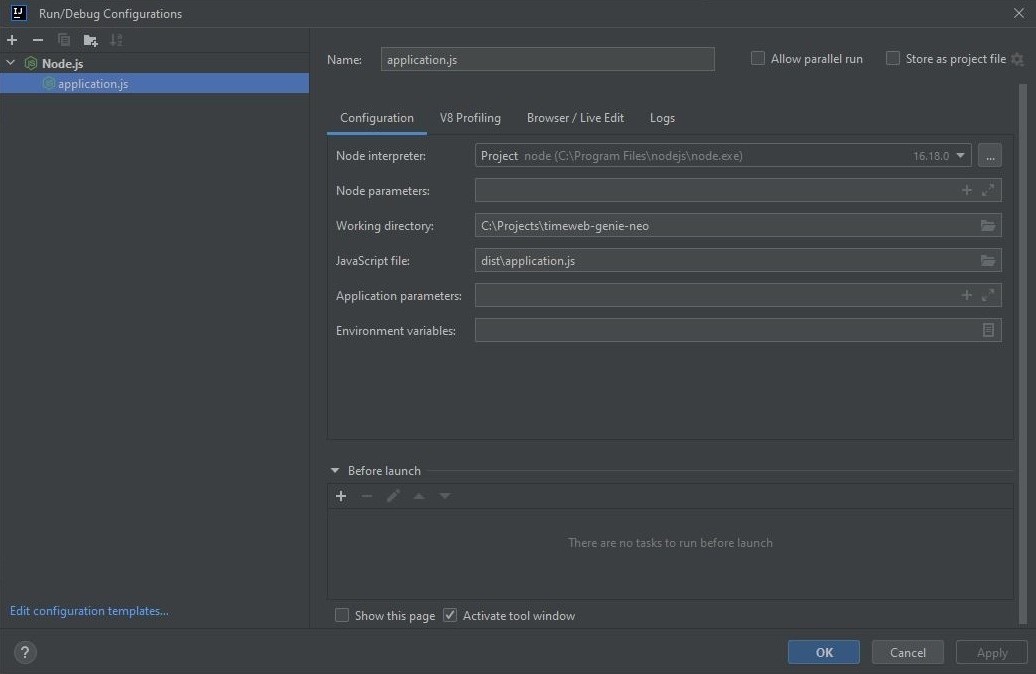 Run/Debug Configurations
Node.js
application.js
Name: application.js Allow parallel run Store as project file
Configuration V8 Profiling Browser / Live Edit Logs
Node interpreter: Project node (C:\Program Files\nodejs\node.exe) 16.18.0 ...
Node parameters:
Working directory: C:\Projects\timeweb-genie-neo
JavaScript file: dist\application.js
Application parameters:
Environment variables:
Before launch
There are no tasks to run before launch
Edit configuration templates...
Show this page Activate tool window
? OK Cancel Apply